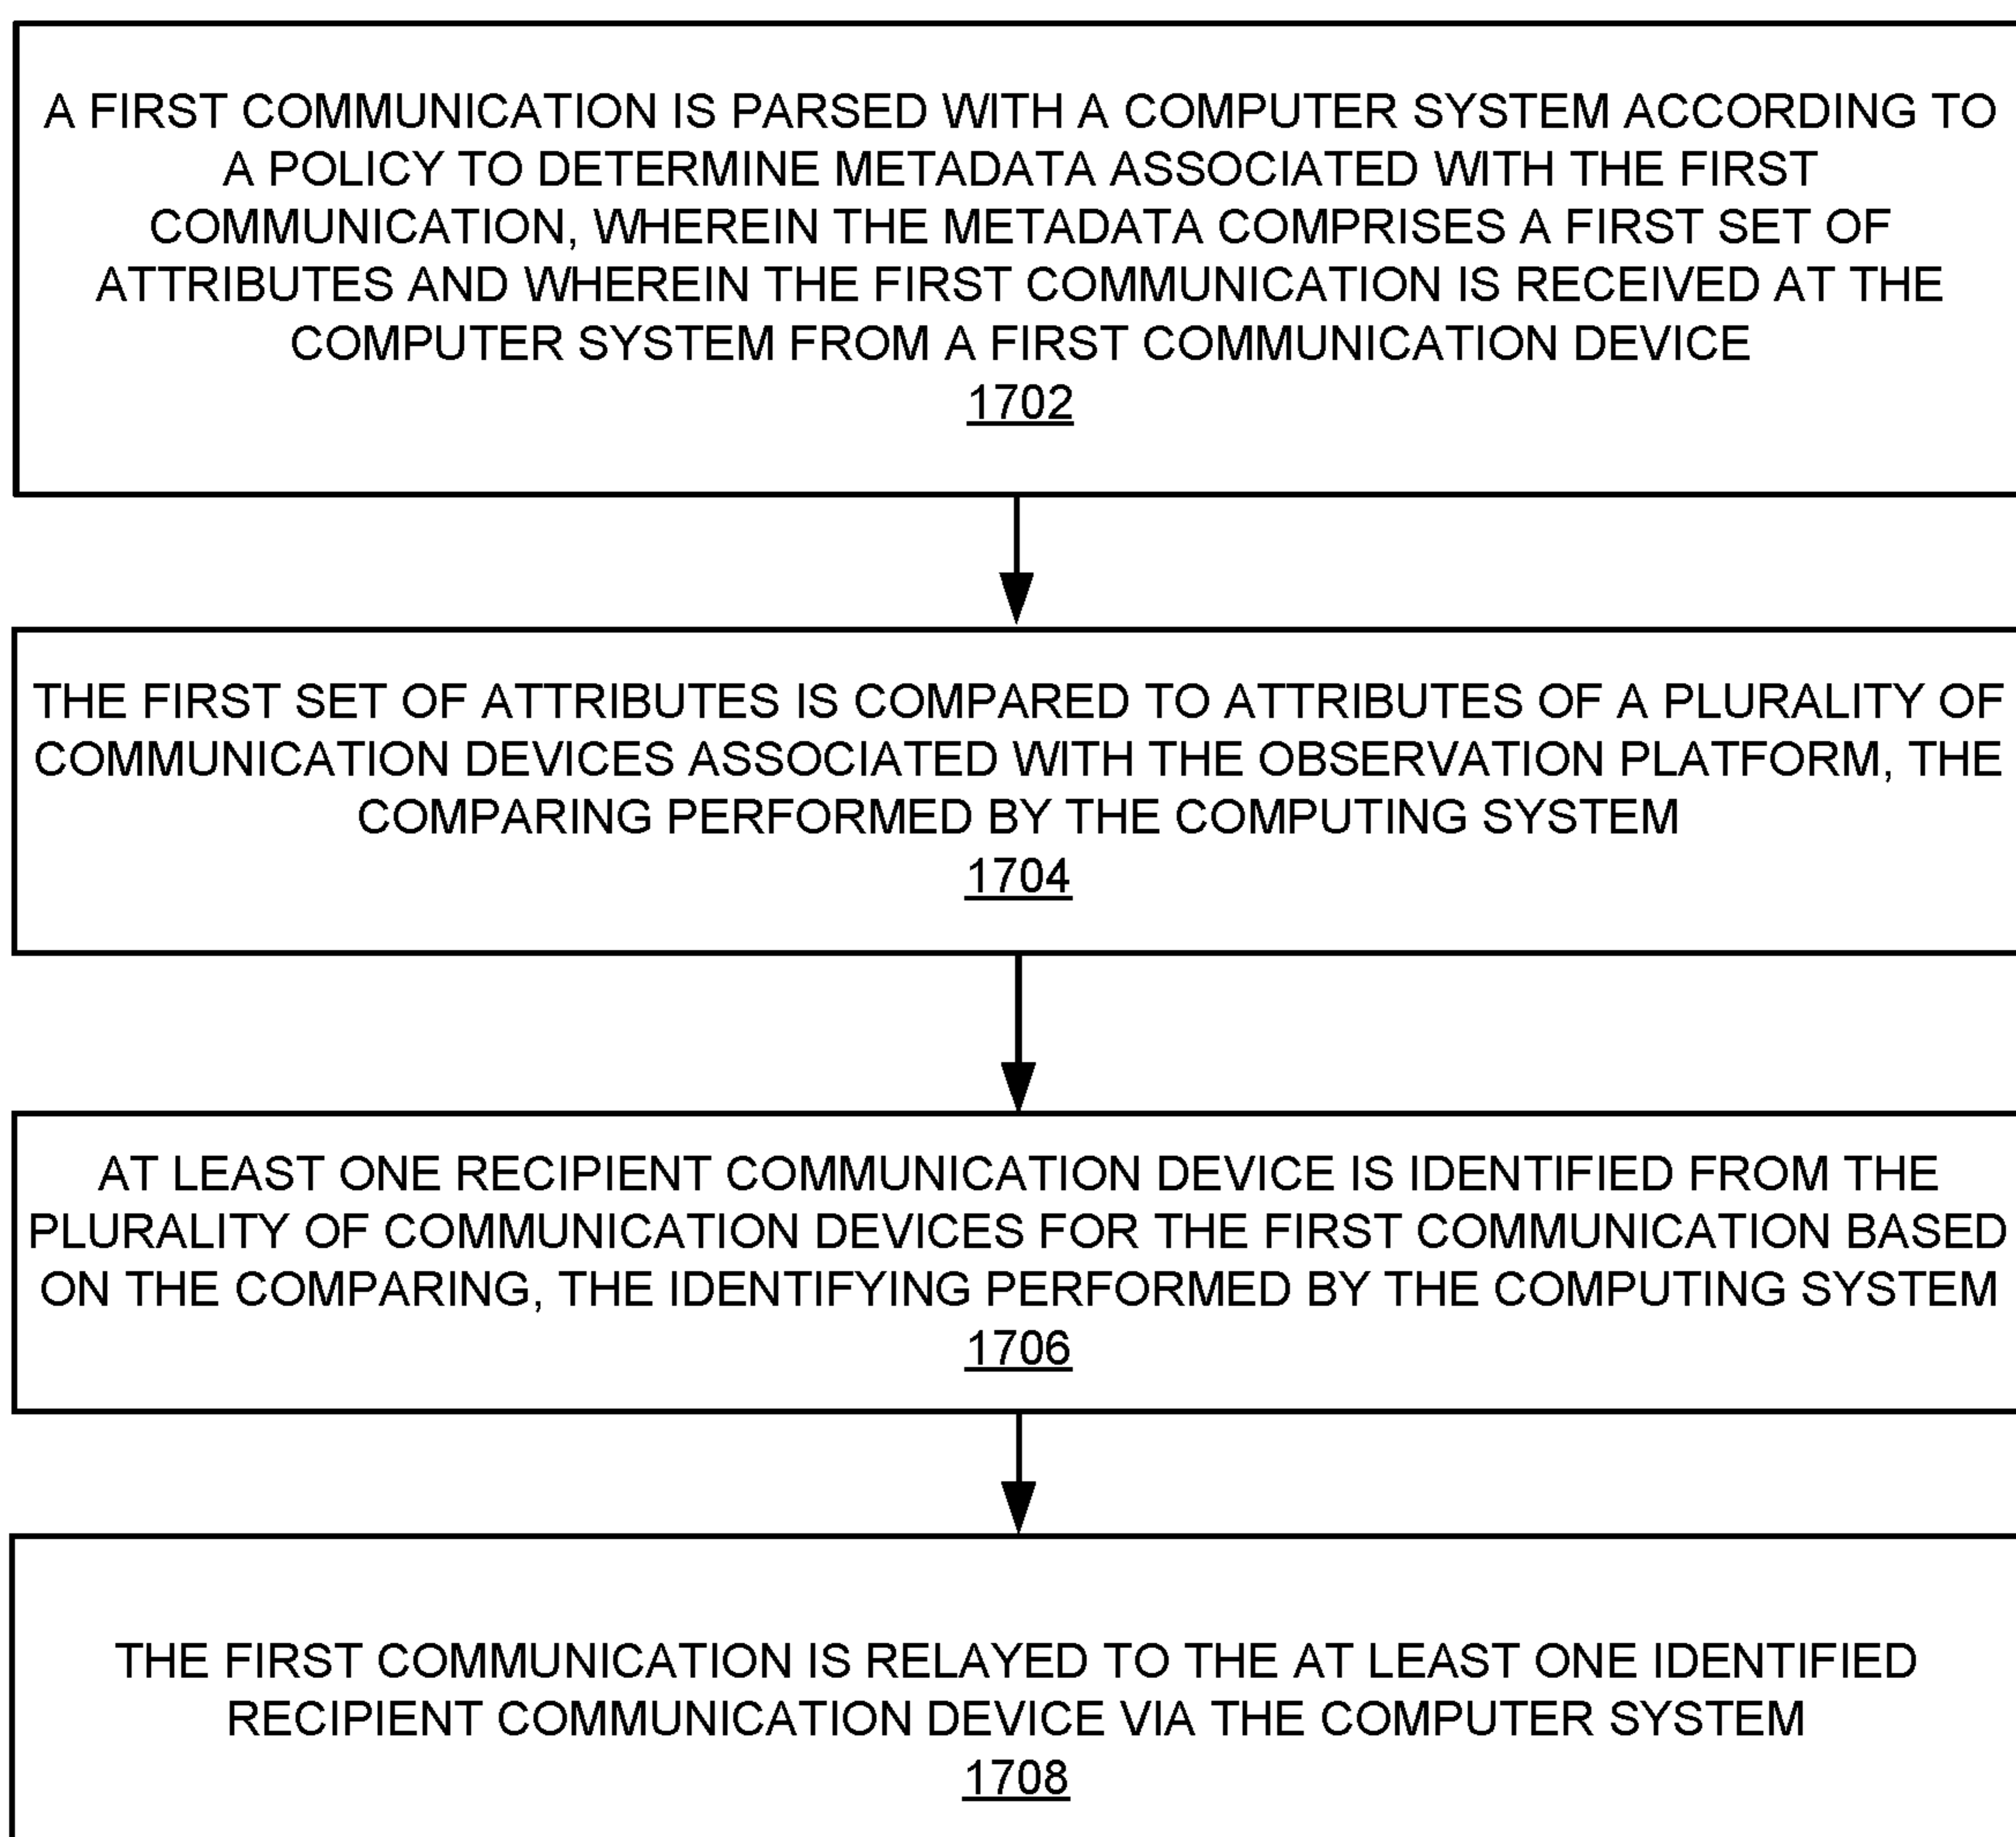 A FIRST COMMUNICATION IS PARSED WITH A COMPUTER SYSTEM ACCORDING TO
A POLICY TO DETERMINE METADATA ASSOCIATED WITH THE FIRST
COMMUNICATION, WHEREIN THE METADATA COMPRISES A FIRST SET OF
ATTRIBUTES AND WHEREIN THE FIRST COMMUNICATION IS RECEIVED AT THE
COMPUTER SYSTEM FROM A FIRST COMMUNICATION DEVICE
1702
THE FIRST SET OF ATTRIBUTES IS COMPARED TO ATTRIBUTES OF A PLURALITY OF
COMMUNICATION DEVICES ASSOCIATED WITH THE OBSERVATION PLATFORM, THE
COMPARING PERFORMED BY THE COMPUTING SYSTEM
1704
AT LEAST ONE RECIPIENT COMMUNICATION DEVICE IS IDENTIFIED FROM THE
PLURALITY OF COMMUNICATION DEVICES FOR THE FIRST COMMUNICATION BASED
ON THE COMPARING, THE IDENTIFYING PERFORMED BY THE COMPUTING SYSTEM
1706
THE FIRST COMMUNICATION IS RELAYED TO THE AT LEAST ONE IDENTIFIED
RECIPIENT COMMUNICATION DEVICE VIA THE COMPUTER SYSTEM
1708